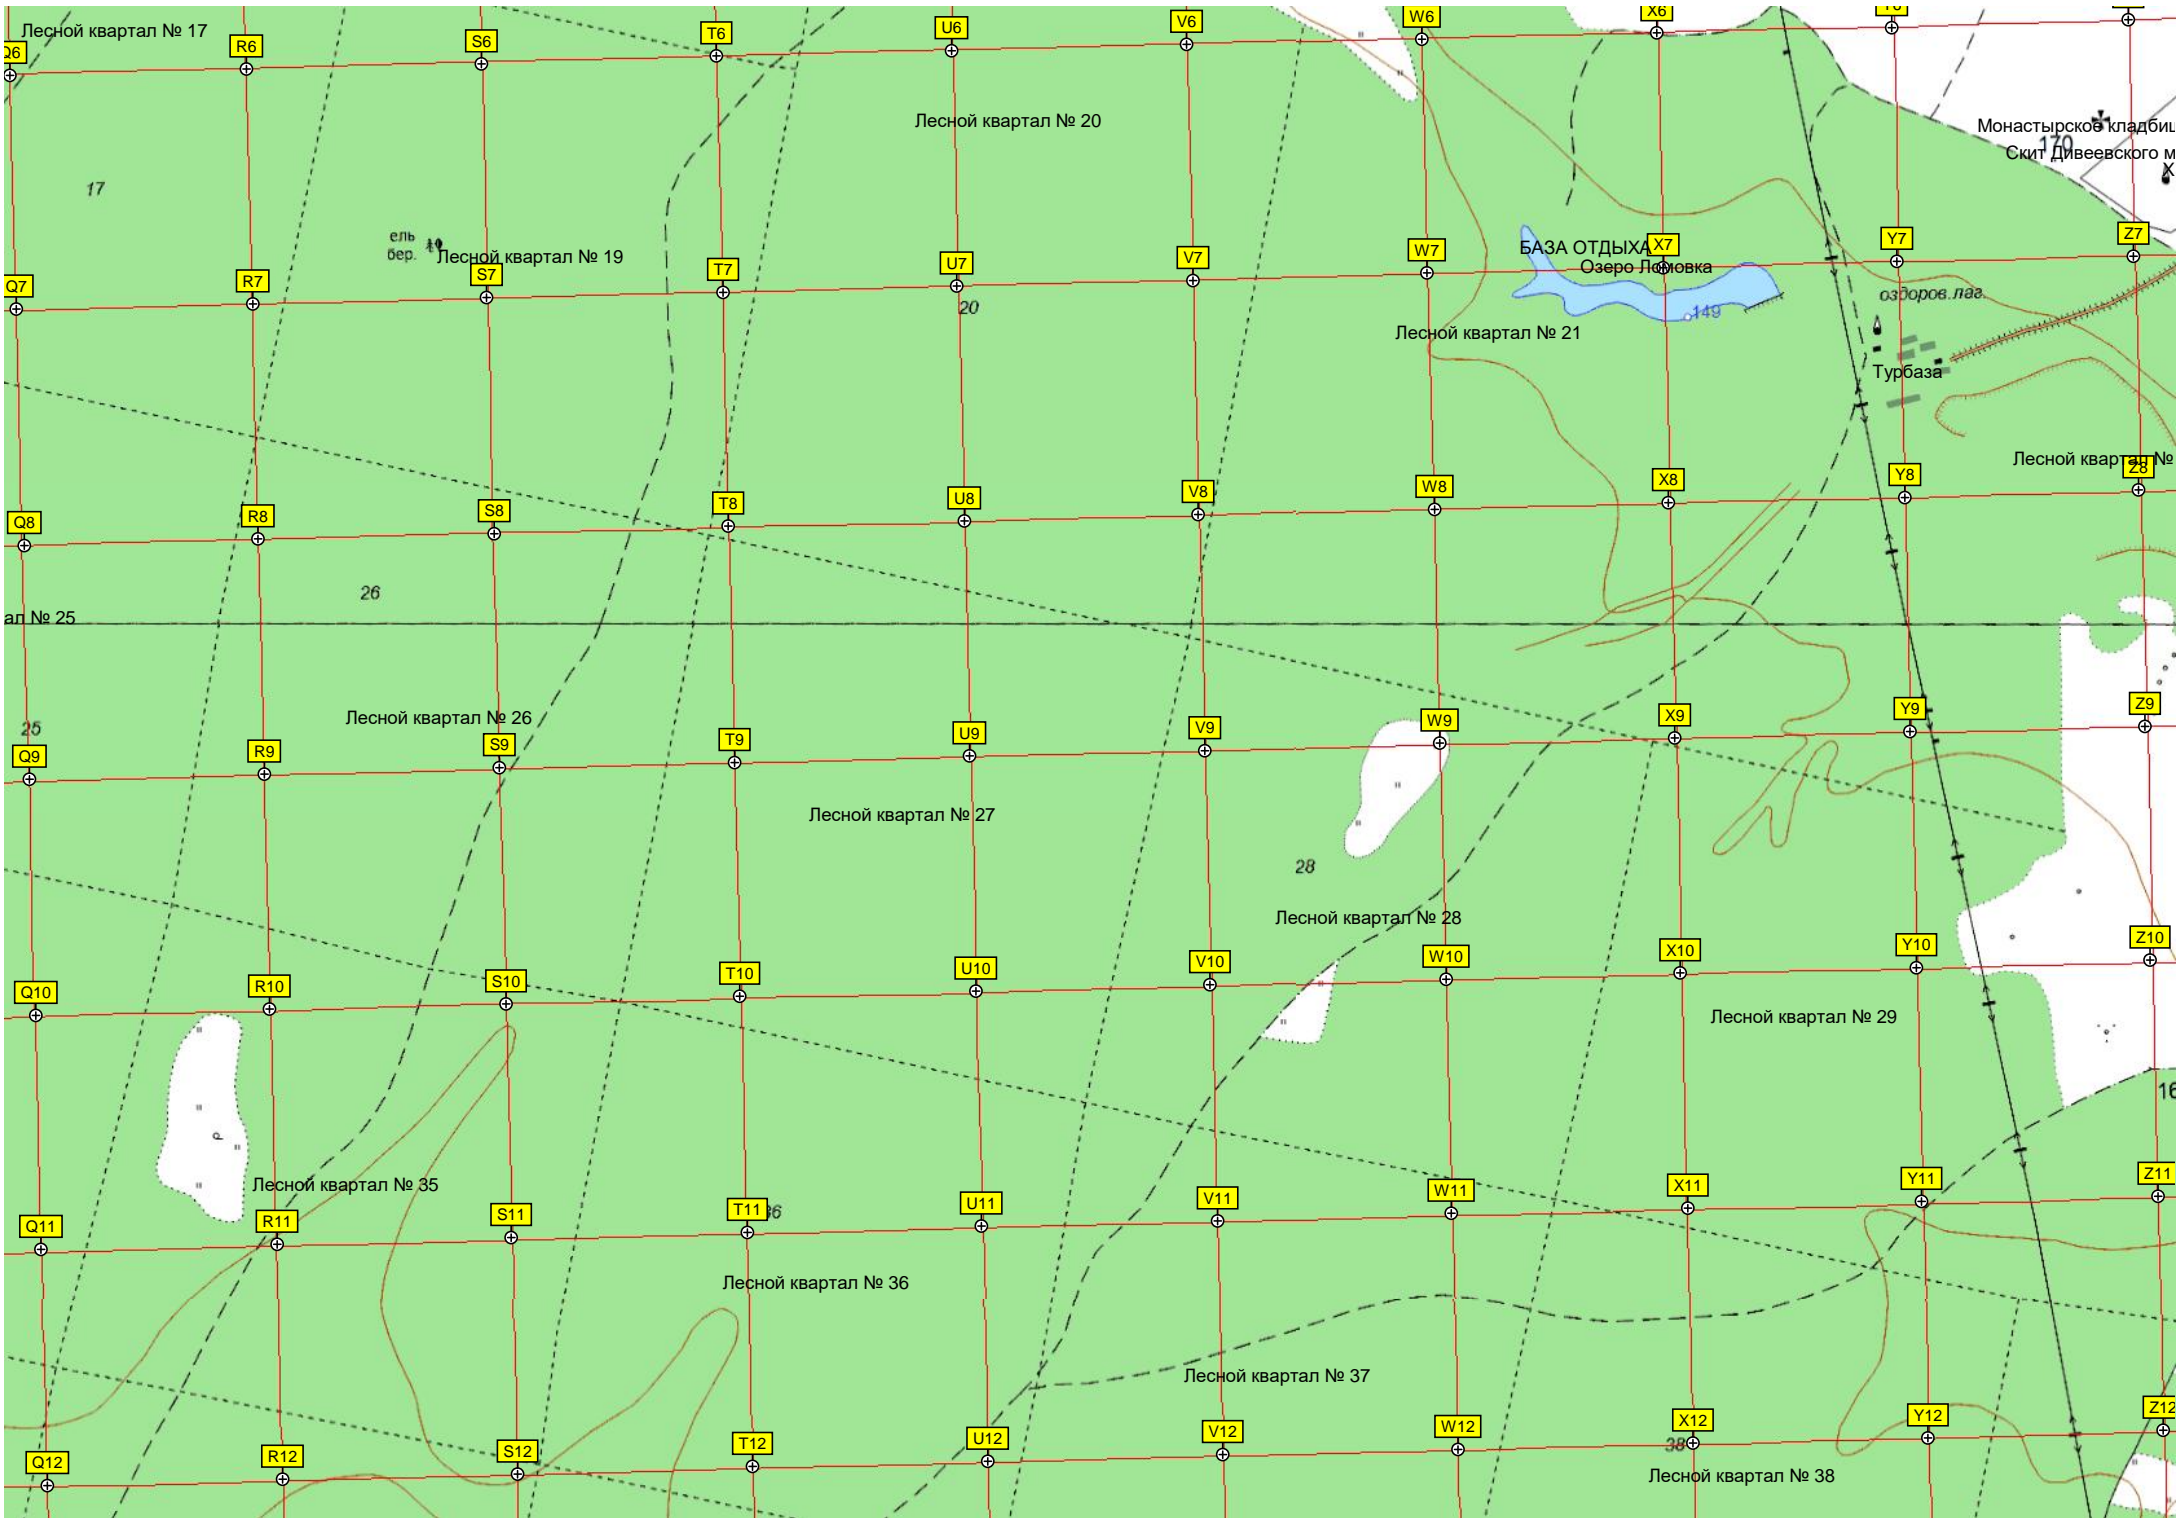 Лесной квартал № 17
Q6
R6
S6
T6
U6
V6
W6
X6
Лесной квартал № 20
Монастырское
170
Скит Дивеевского
17
ель
бер.
Лесной квартал № 19
БАЗА ОТДЫХА
Озеро Ломовка
149
оздоров.лаг.
Q7
R7
S7
T7
U7
V7
W7
X7
Y7
Z7
20
Лесной квартал № 21
Турбаза
Лесной квартал №
Q8
R8
S8
T8
U8
V8
W8
X8
Y8
Z8
26
ал № 25
25
Лесной квартал № 26
Q9
R9
S9
T9
U9
V9
W9
X9
Y9
Z9
Лесной квартал № 27
28
Лесной квартал № 28
Q10
R10
S10
T10
U10
V10
W10
X10
Y10
Z10
Лесной квартал № 29
16
р
Лесной квартал № 35
Q11
R11
S11
T11
36
U11
V11
W11
X11
Y11
Z11
Лесной квартал № 36
Лесной квартал № 37
Q12
R12
S12
T12
U12
V12
W12
X12
Y12
Z12
38
Лесной квартал № 38